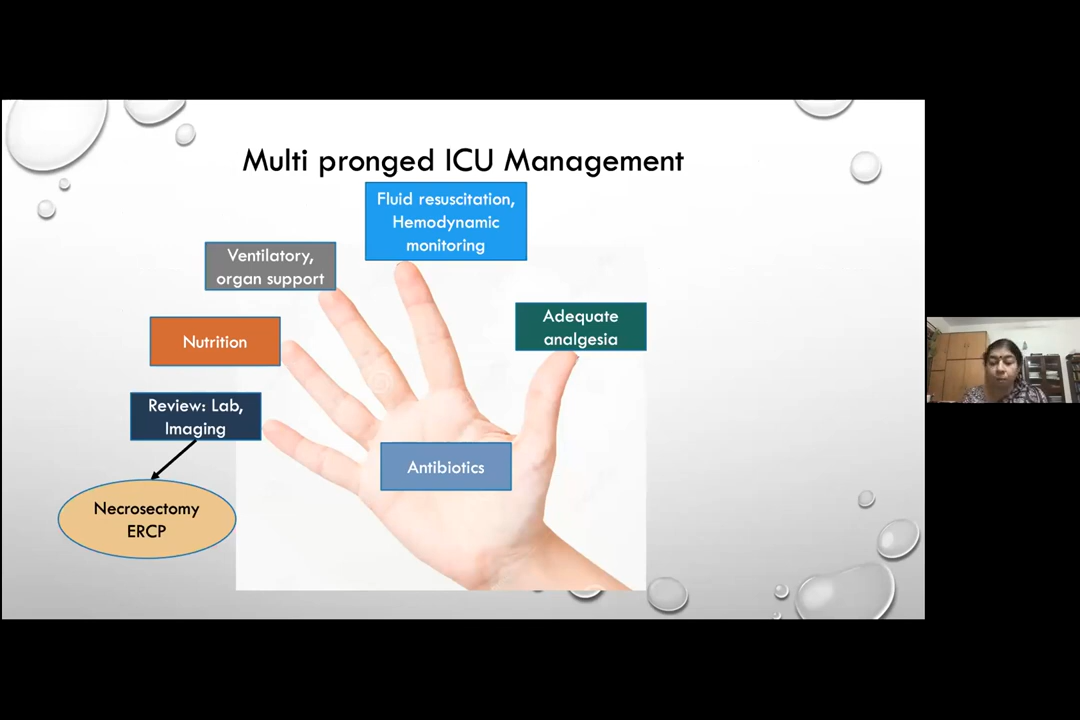 Multi pronged ICU Management
Fluid resuscitation,
Hemodynamic
monitoring
Ventilatory,
organ support
Adequate
analgesia
Nutrition
Review: Lab,
Imaging
Antibiotics
Necrosectomy
ERCP